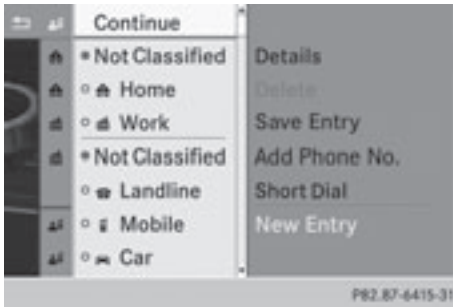 Continue
Not Classified
Home
Work
Not Classified
Landline
Mobile
Car
Details
Delete
Save Entry
Add Phone No.
Short Dial
New Entry
P82.87-6415-31